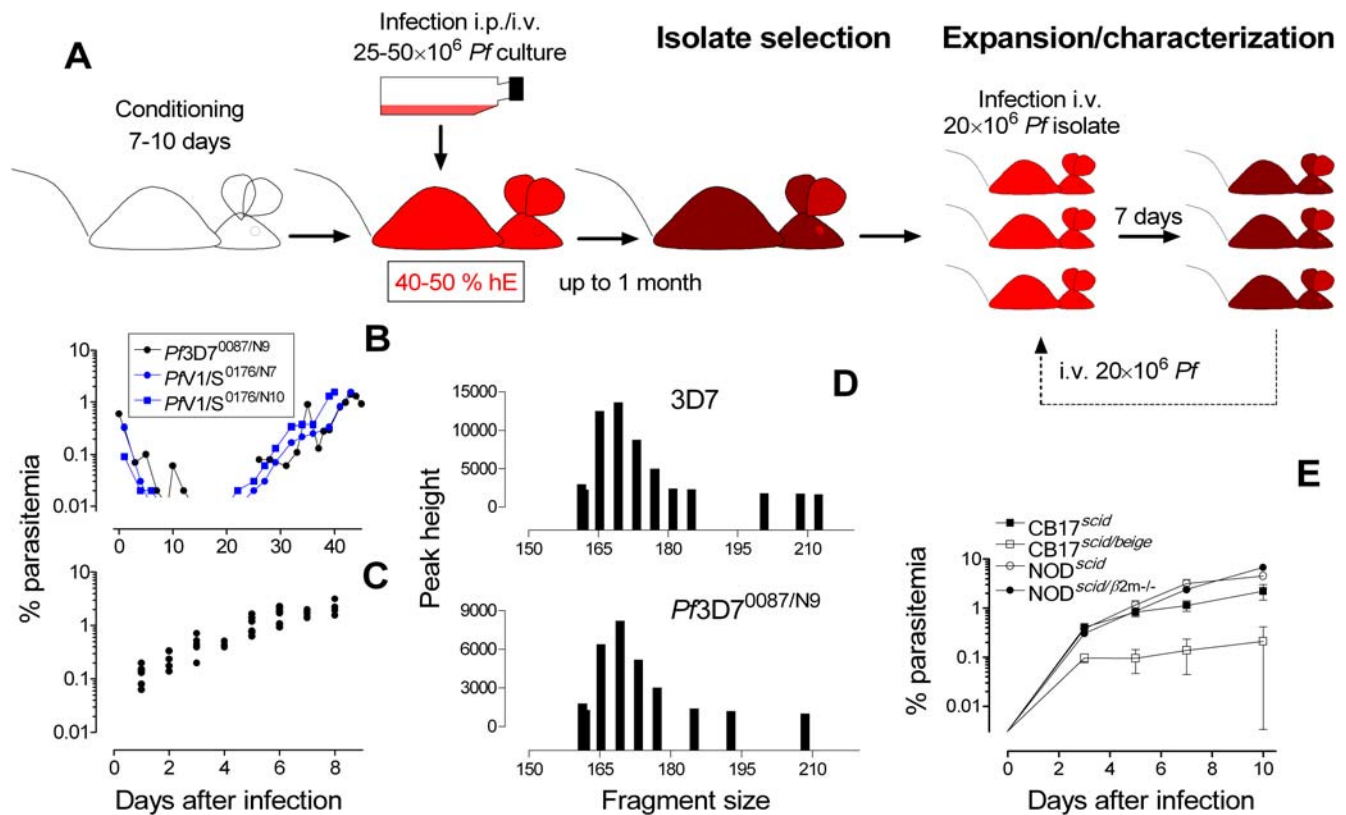 A
Infection i.p./i.v.
25-50×10⁶ Pf culture
Isolate selection
Expansion/characterization
Conditioning
7-10 days
Infection i.v.
20×10⁶ Pf isolate
7 days
40-50 % hE
up to 1 month
i.v. 20×10⁶ Pf
B
Pf3D7⁰⁰⁸⁷/ᴺ⁹
PfV1/S⁰¹⁷⁶/ᴺ⁷
PfV1/S⁰¹⁷⁶/ᴺ¹⁰
10
1
0.1
0.01
0 10 20 30 40
C
10
1
0.1
0.01
0 2 4 6 8
% parasitemia
Days after infection
D
3D7
15000
12000
9000
6000
3000
0
150 165 180 195 210
Pf3D7⁰⁰⁸⁷/ᴺ⁹
9000
6000
3000
0
150 165 180 195 210
Peak height
Fragment size
E
CB17scid
CB17scid/beige
NODscid
NODscid/β2m-/-
10
1
0.1
0.01
0 2 4 6 8 10
% parasitemia
Days after infection